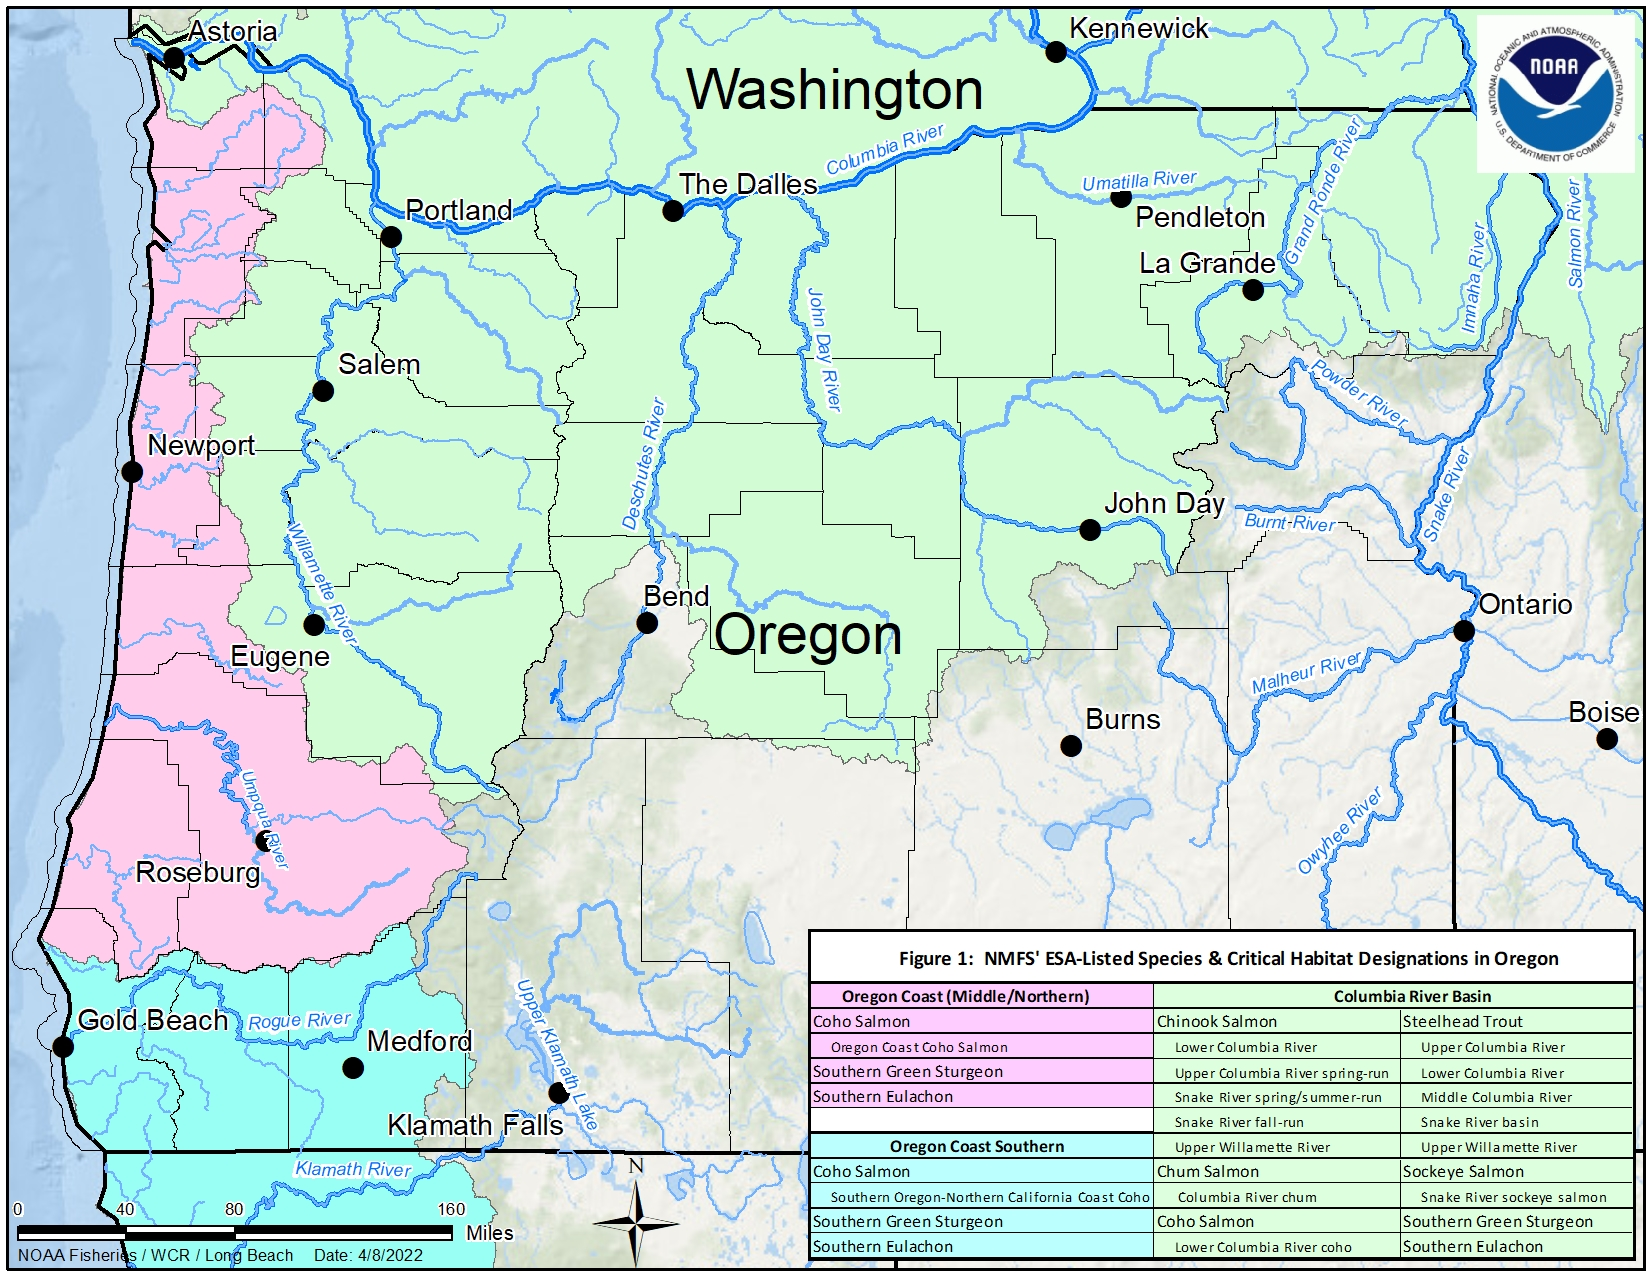 Astoria
Kennewick
Washington
NOAA
NATIONAL OCEANIC AND ATMOSPHERIC ADMINISTRATION
U.S. DEPARTMENT OF COMMERCE
Columbia River
The Dalles
Umatilla River
Grand Ronde River
Salmon River
Portland
Pendleton
La Grande
Imnaha River
John Day River
Salem
Powder River
Deschutes River
Newport
Snake River
John Day
Burnt River
Willamette River
Bend
Ontario
Oregon
Eugene
Malheur River
Burns
Boise
Umpqua River
Owyhee River
Roseburg
Upper Klamath Lake
Gold Beach
Rogue River
Medford
Klamath Falls
Klamath River
N
0 40 80 160
Miles
NOAA Fisheries / WCR / Long Beach Date: 4/8/2022
Figure 1: NMFS' ESA-Listed Species & Critical Habitat Designations in Oregon
Oregon Coast (Middle/Northern) Columbia River Basin
Coho Salmon Chinook Salmon Steelhead Trout
Oregon Coast Coho Salmon Lower Columbia River Upper Columbia River
Southern Green Sturgeon Upper Columbia River spring-run Lower Columbia River
Southern Eulachon Snake River spring/summer-run Middle Columbia River
Snake River fall-run Snake River basin
Oregon Coast Southern Upper Willamette River Upper Willamette River
Coho Salmon Chum Salmon Sockeye Salmon
Southern Oregon-Northern California Coast Coho Columbia River chum Snake River sockeye salmon
Southern Green Sturgeon Coho Salmon Southern Green Sturgeon
Southern Eulachon Lower Columbia River coho Southern Eulachon